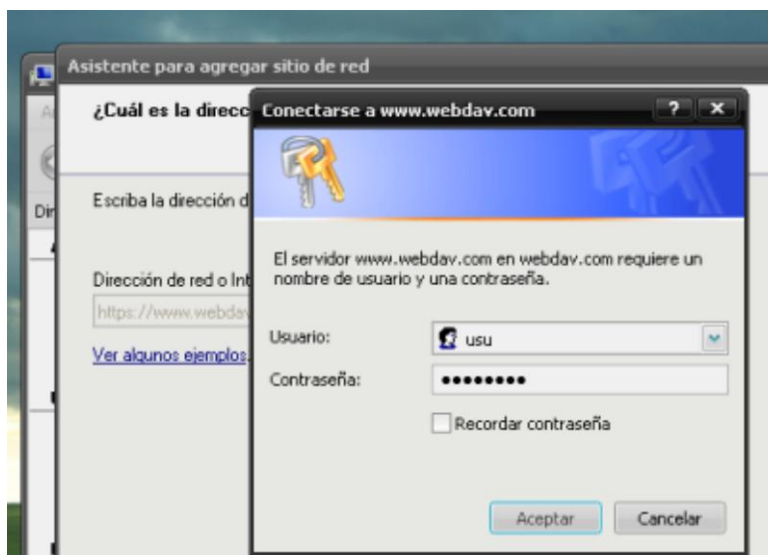 Asistente para agregar sitio de red
¿Cuál es la direcc
Conectarse a www.webdav.com
?
Escriba la dirección d
Dir
El servidor www.webdav.com en webdav.com requiere un
nombre de usuario y una contraseña.
Dirección de red o Int
https://www.webdav
Ver algunos ejemplos.
Usuario:
usu
Contraseña:
••••••••
Recordar contraseña
Aceptar
Cancelar